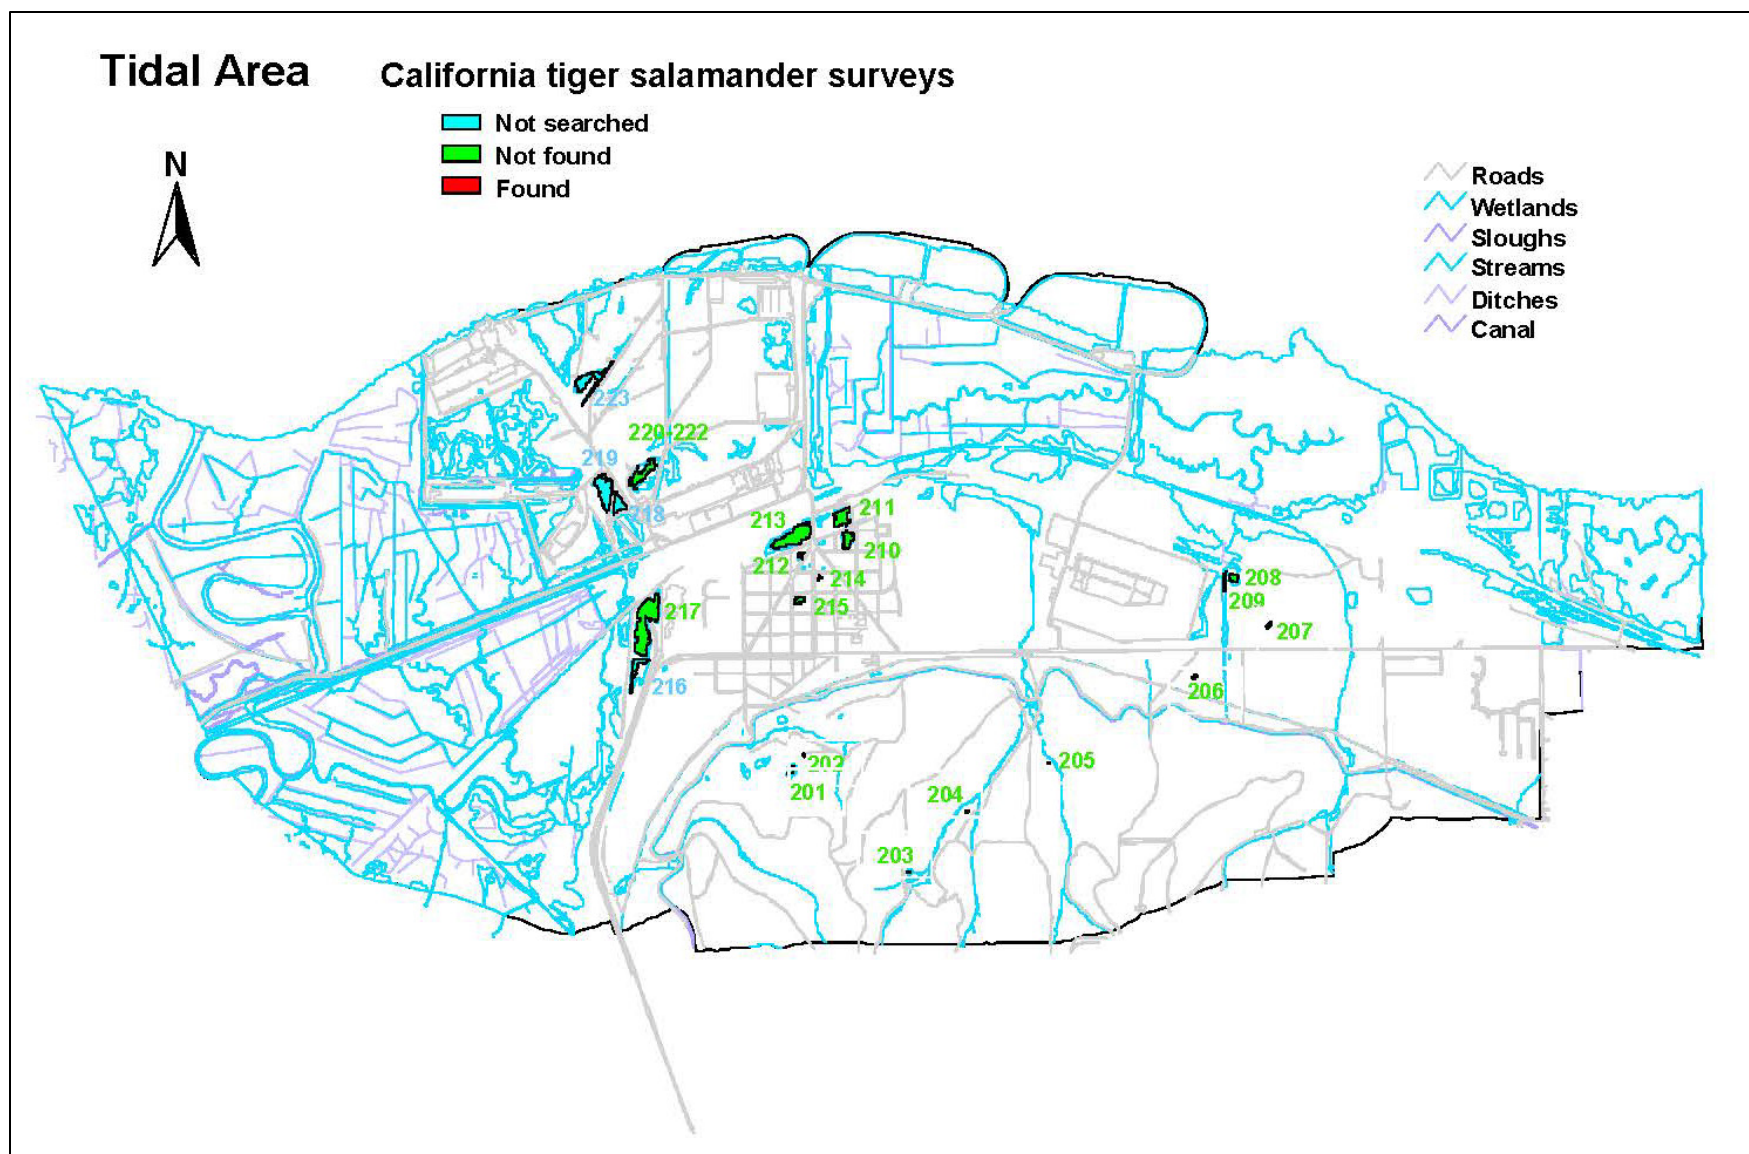 Tidal Area
California tiger salamander surveys
Not searched
Not found
Found
N
Roads
Wetlands
Sloughs
Streams
Ditches
Canal
223
220-222
219
218
213
211
210
212
214
215
217
216
208
209
207
206
205
202
201
204
203